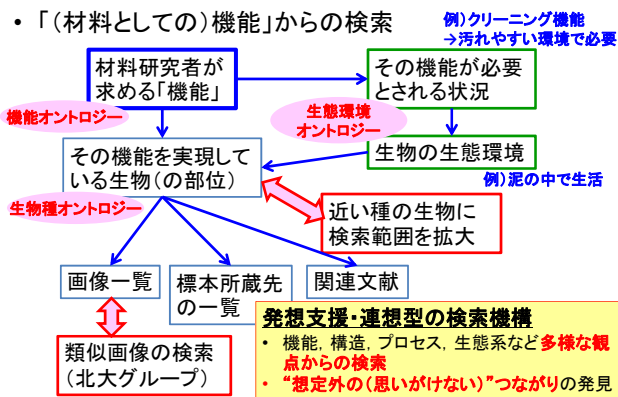 ・「(材料としての)機能」からの検索
例)クリーニング機能
→汚れやすい環境で必要
材料研究者が
求める「機能」
その機能が必要
とされる状況
機能オントロジー
生態環境
オントロジー
その機能を実現して
いる生物(の部位)
生物の生態環境
例)泥の中で生活
生物種オントロジー
近い種の生物に
検索範囲を拡大
画像一覧
標本所蔵先
の一覧
関連文献
類似画像の検索
(北大グループ)
発想支援・連想型の検索機構
・ 機能, 構造, プロセス, 生態系など多様な観
点からの検索
・ “想定外の(思いがけない)”つながりの発見